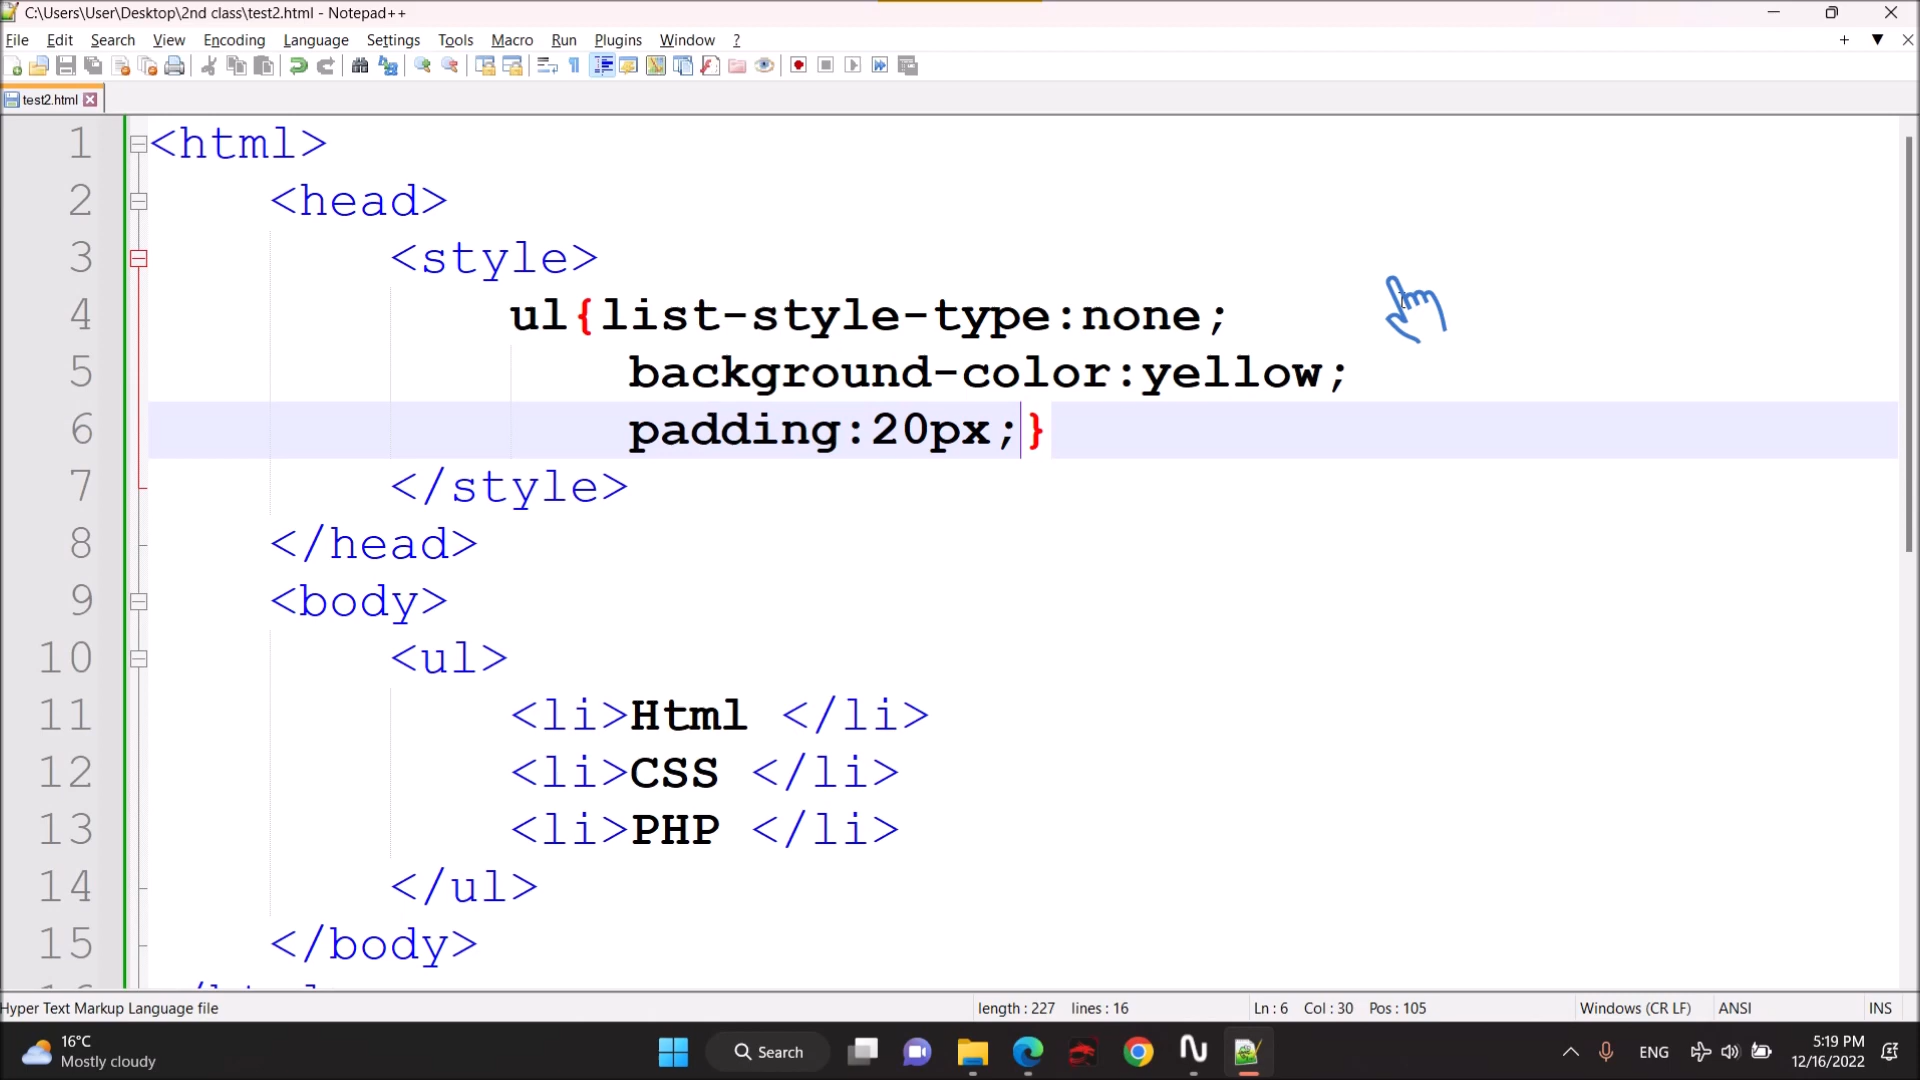 C:\Users\User\Desktop\2nd class\test2.html - Notepad++
File Edit Search View Encoding Language Settings Tools Macro Run Plugins Window ?
test2.html
1 <html>
2 <head>
3 <style>
4 ul{list-style-type:none;
5 background-color:yellow;
6 padding:20px;}
7 </style>
8 </head>
9 <body>
10 <ul>
11 <li>Html </li>
12 <li>CSS </li>
13 <li>PHP </li>
14 </ul>
15 </body>
Hyper Text Markup Language file length : 227 lines : 16 Ln : 6 Col : 30 Pos : 105 Windows (CR LF) ANSI INS
16°C
Mostly cloudy
Search
ENG
5:19 PM
12/16/2022